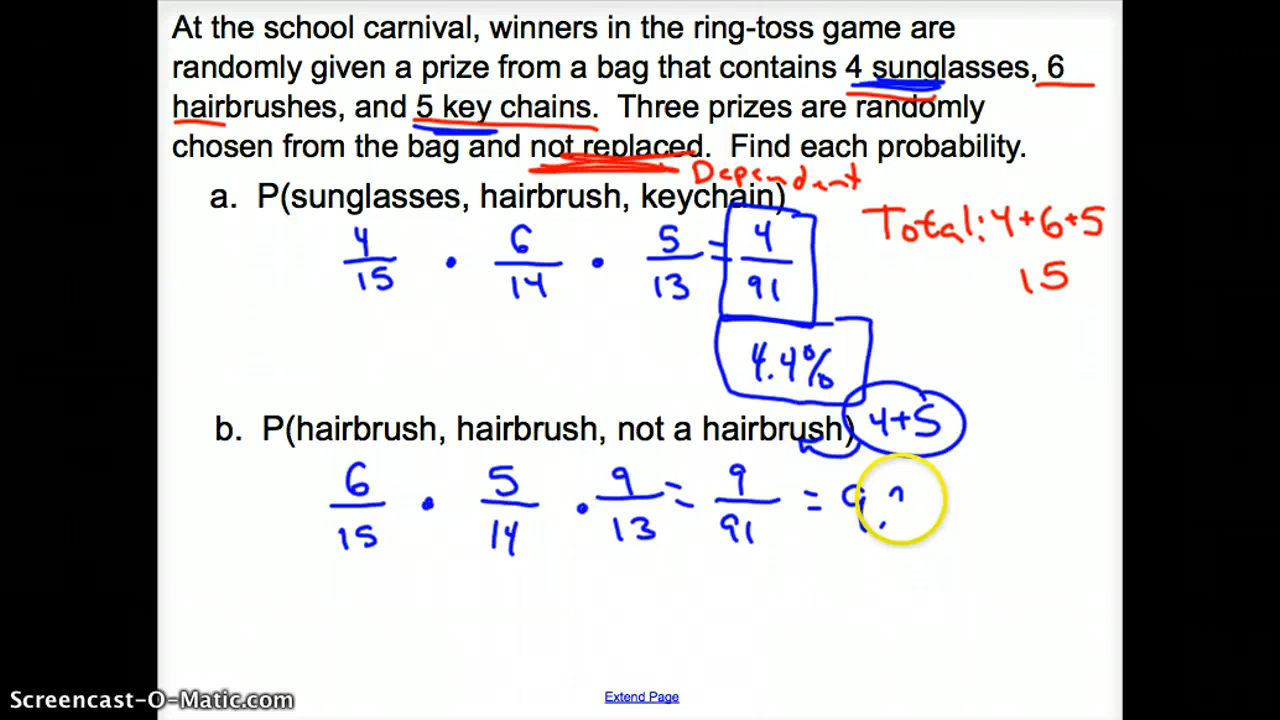 At the school carnival, winners in the ring-toss game are
randomly given a prize from a bag that contains 4 sunglasses, 6
hairbrushes, and 5 key chains. Three prizes are randomly
chosen from the bag and not replaced. Find each probability.
Dependent
a. P(sunglasses, hairbrush, keychain)
Total: 4+6+5
15
4/15 · 6/14 · 5/13 = 4/91
4.4%
b. P(hairbrush, hairbrush, not a hairbrush) 4+5
6/15 · 5/14 · 9/13 = 9/91 = 9.
Extend Page
Screencast-O-Matic.com